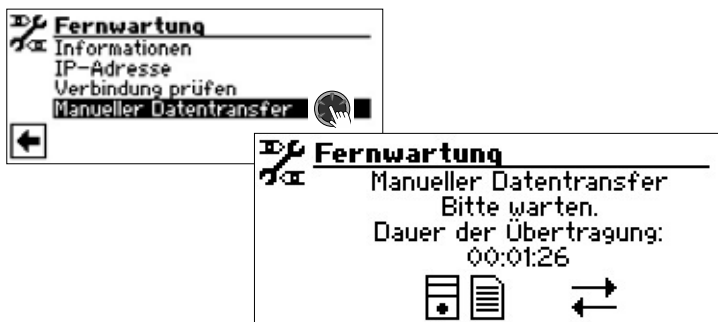 Fernwartung
Informationen
IP-Adresse
Verbindung prüfen
Manueller Datentransfer
Fernwartung
Manueller Datentransfer
Bitte warten.
Dauer der Übertragung:
00:01:26